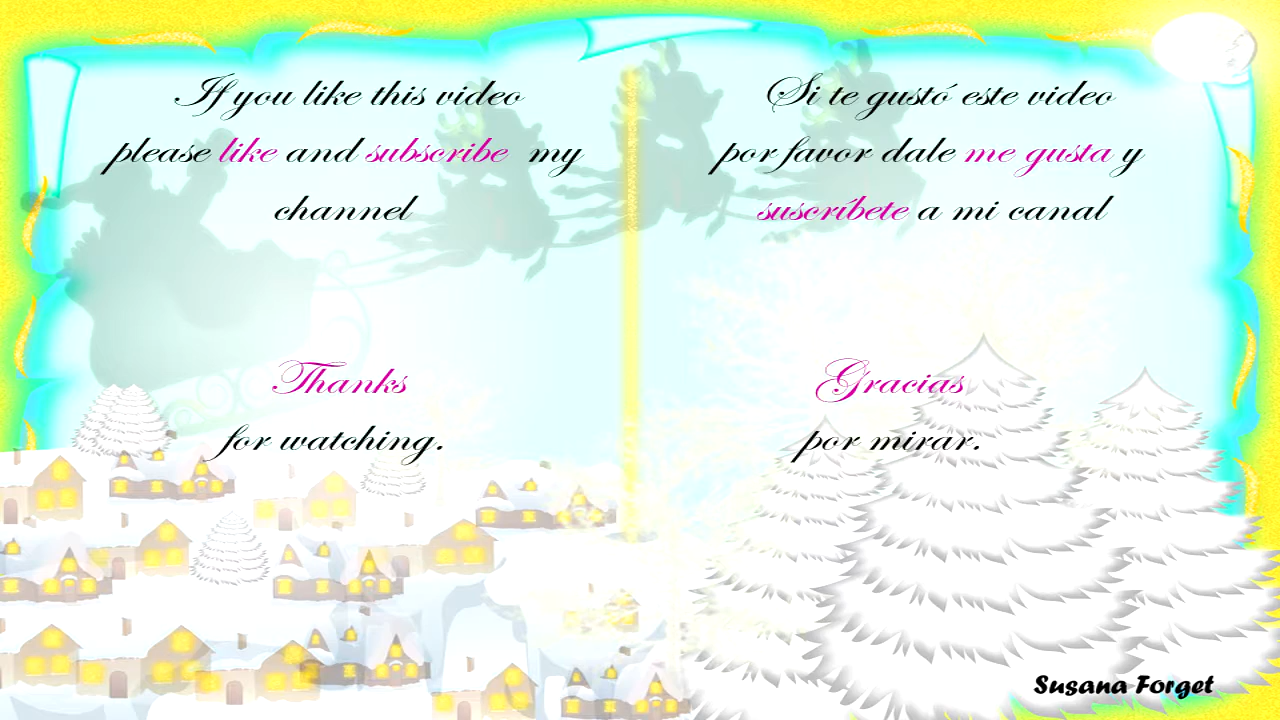 If you like this video
please like and subscribe my
channel
Thanks
for watching.
Si te gustó este video
por favor dale me gusta y
suscríbete a mi canal
Gracias
por mirar.
Susana Forget